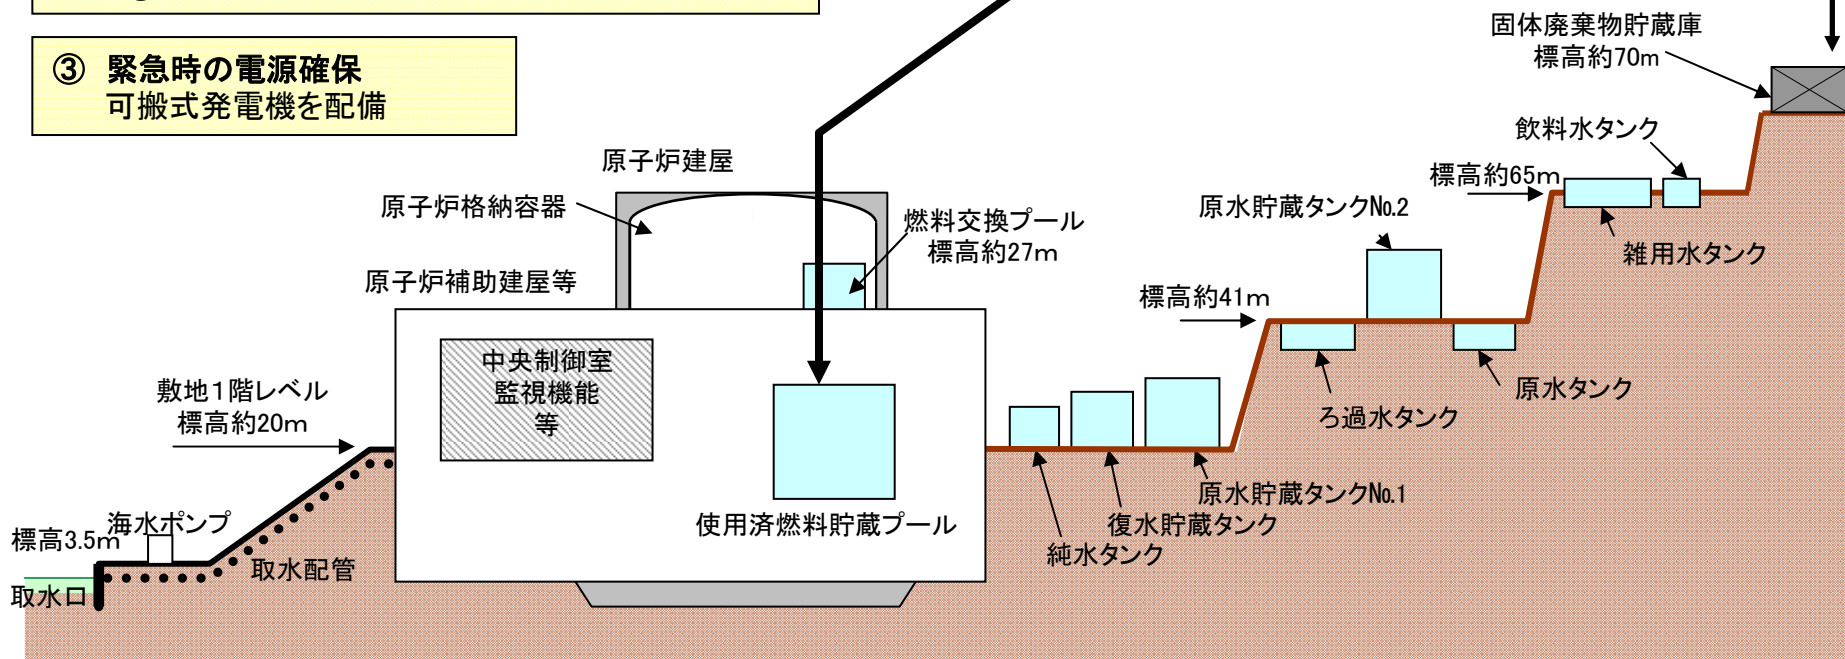 ③ 緊急時の電源確保
可搬式発電機を配備
固体廃棄物貯蔵庫
標高約70m
飲料水タンク
標高約65m
雑用水タンク
原子炉建屋
原子炉格納容器
燃料交換プール
標高約27m
原水貯蔵タンク№2
原子炉補助建屋等
標高約41m
中央制御室
監視機能
等
敷地1階レベル
標高約20m
ろ過水タンク
原水タンク
原水貯蔵タンク№1
復水貯蔵タンク
純水タンク
使用済燃料貯蔵プール
海水ポンプ
標高3.5m
取水配管
取水口